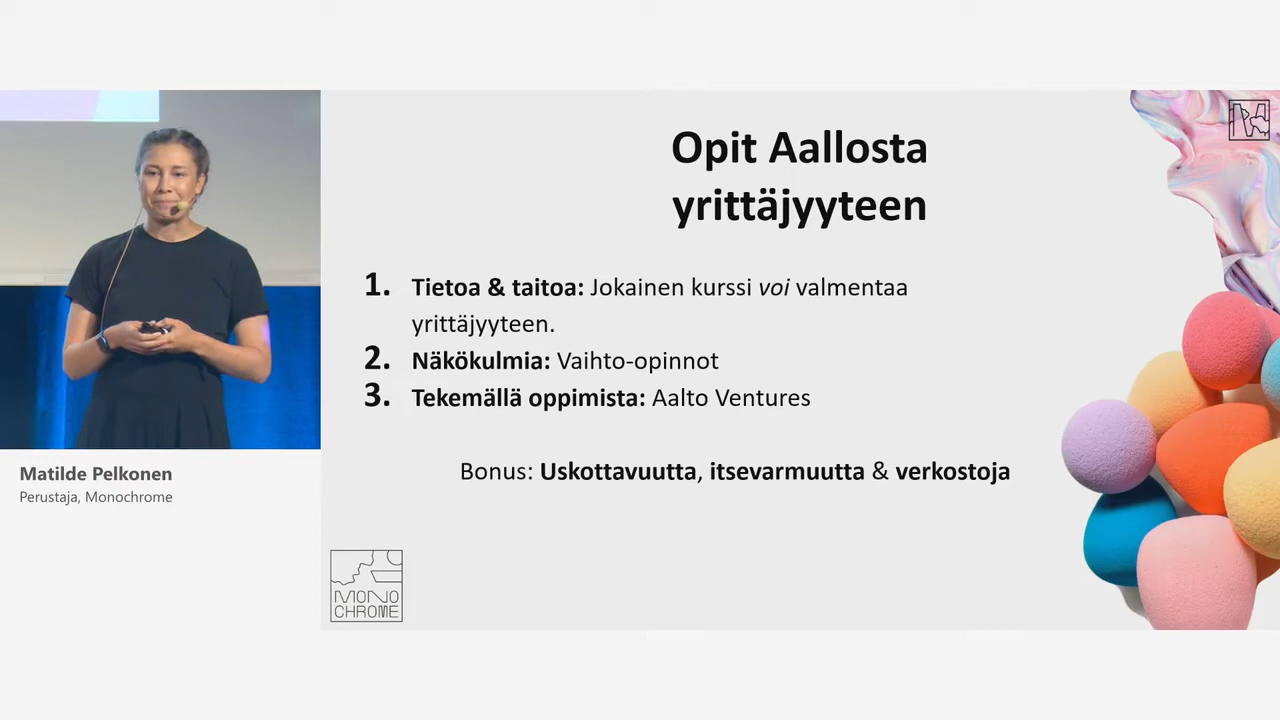 Opit Aallosta
yrittäjyyteen
1. Tietoa & taitoa: Jokainen kurssi voi valmentaa
yrittäjyyteen.
2. Näkökulmia: Vaihto-opinnot
3. Tekemällä oppimista: Aalto Ventures
Bonus: Uskottavuutta, itsevarmuutta & verkostoja
Matilde Pelkonen
Perustaja, Monochrome
MONO
CHROME